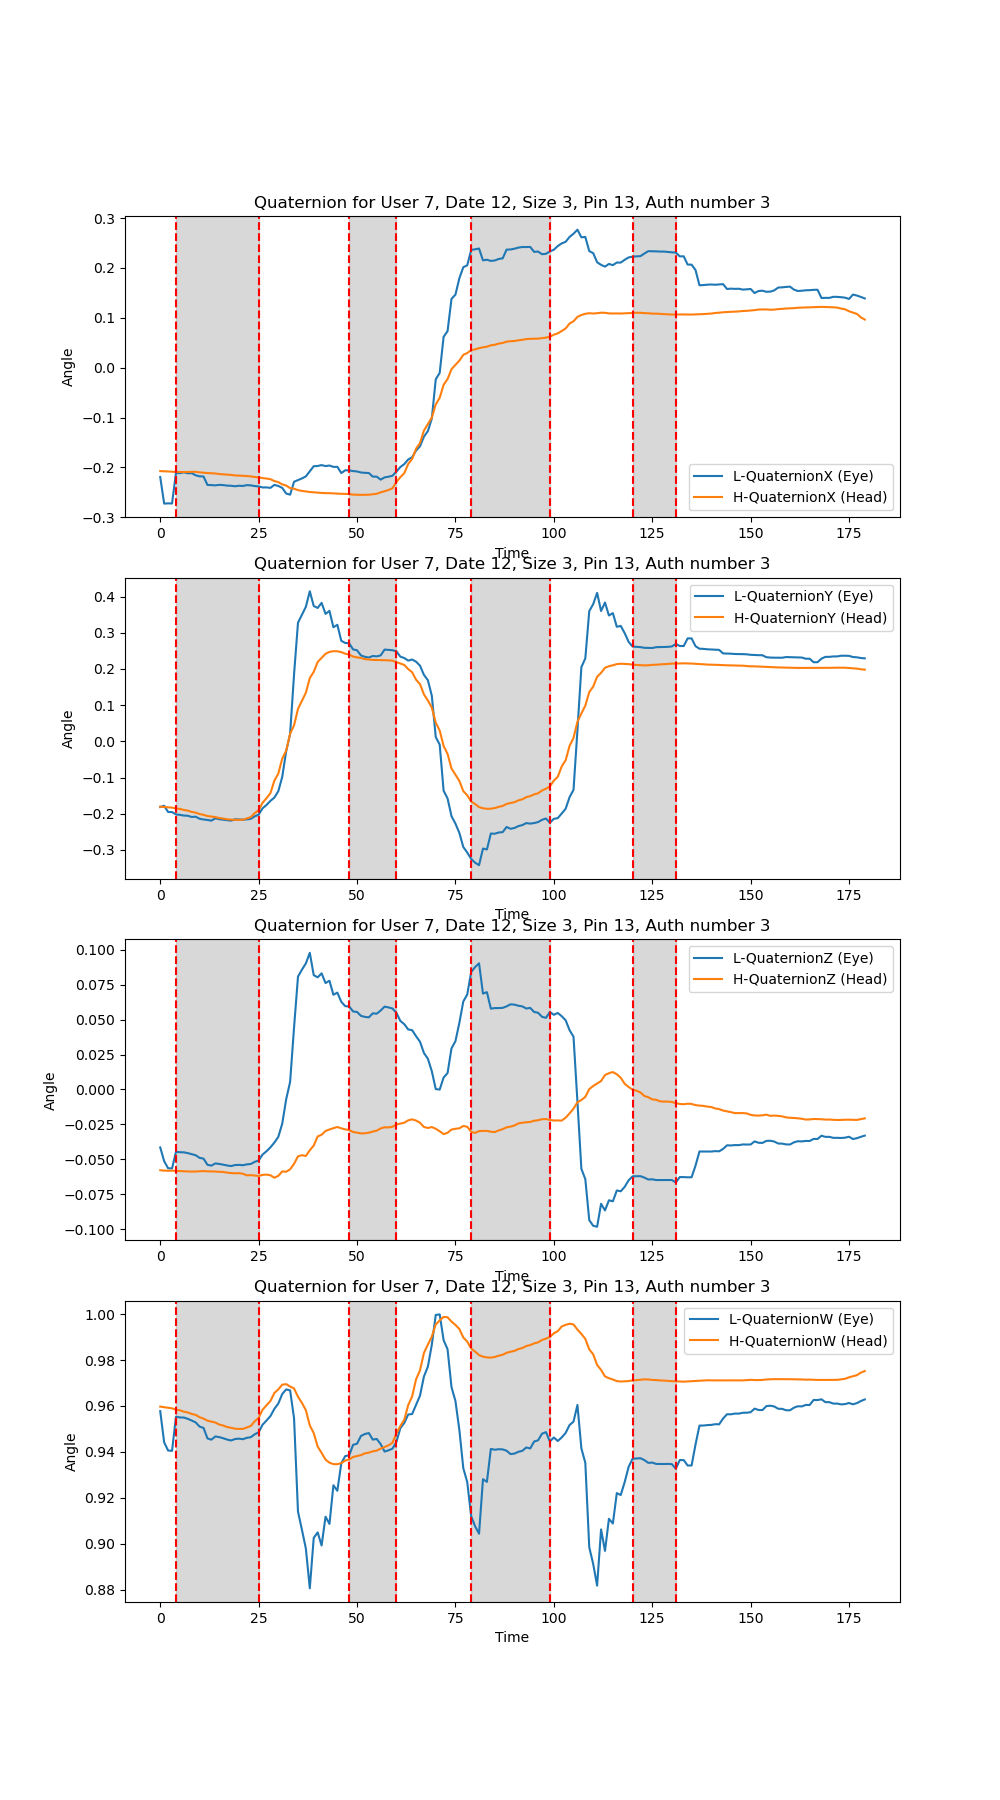 Quaternion for User 7, Date 12, Size 3, Pin 13, Auth number 3
0.3
0.2
0.1
0.0
−0.1
−0.2
−0.3
Angle
L-QuaternionX (Eye)
H-QuaternionX (Head)
0 25 50 75 100 125 150 175
Time
Quaternion for User 7, Date 12, Size 3, Pin 13, Auth number 3
0.4
0.3
0.2
0.1
0.0
−0.1
−0.2
−0.3
Angle
L-QuaternionY (Eye)
H-QuaternionY (Head)
0 25 50 75 100 125 150 175
Time
Quaternion for User 7, Date 12, Size 3, Pin 13, Auth number 3
0.100
0.075
0.050
0.025
0.000
−0.025
−0.050
−0.075
−0.100
Angle
L-QuaternionZ (Eye)
H-QuaternionZ (Head)
0 25 50 75 100 125 150 175
Time
Quaternion for User 7, Date 12, Size 3, Pin 13, Auth number 3
1.00
0.98
0.96
0.94
0.92
0.90
0.88
Angle
L-QuaternionW (Eye)
H-QuaternionW (Head)
0 25 50 75 100 125 150 175
Time